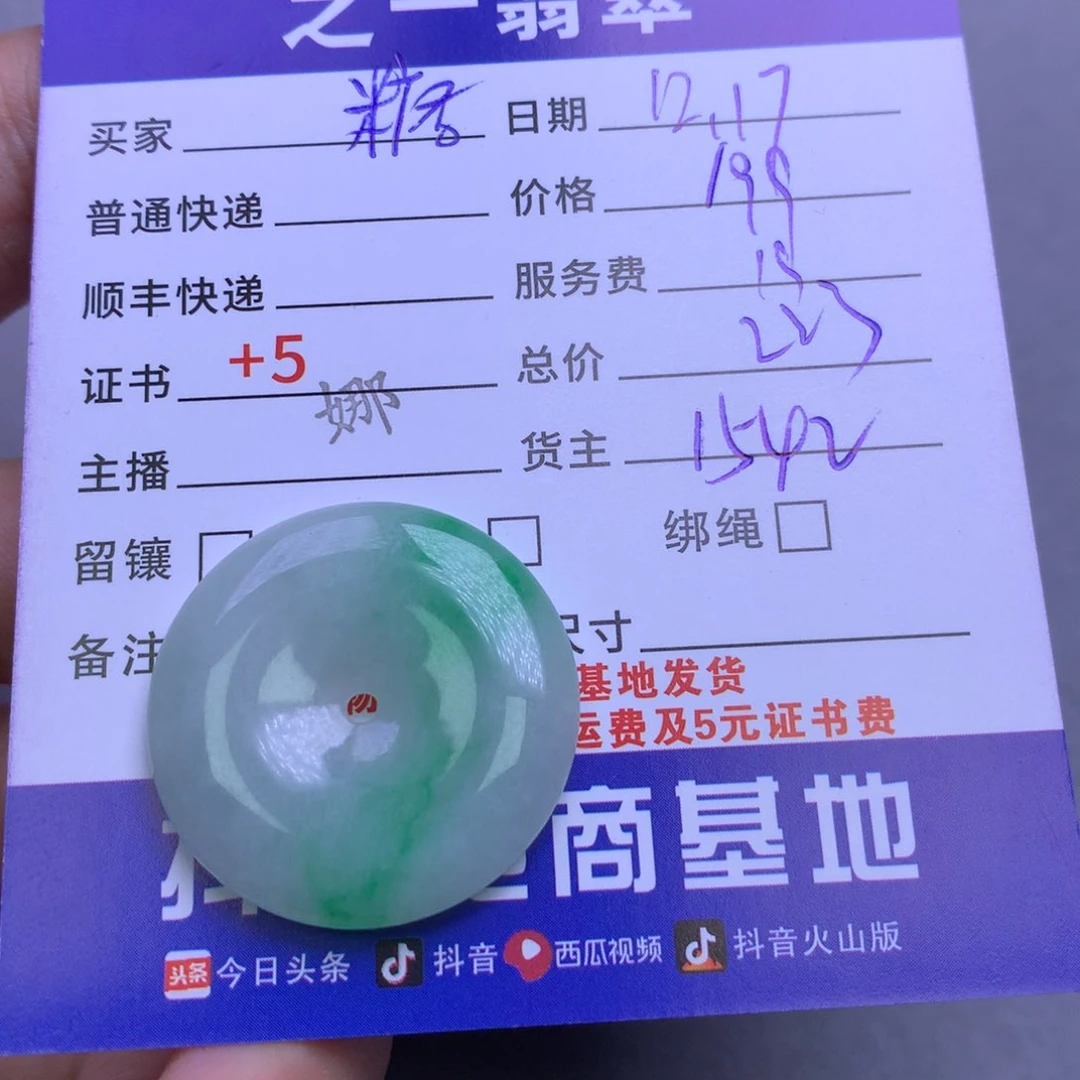 之一翡翠
买家 日期 12.17
普通快递 价格 199
顺丰快递 服务费 19
证书 +5 总价 223
主播 娜 货主 1542
留镶 绑绳
备注 尺寸
基地发货
运费及5元证书费
商基地
头条 今日头条 抖音 西瓜视频 抖音火山版